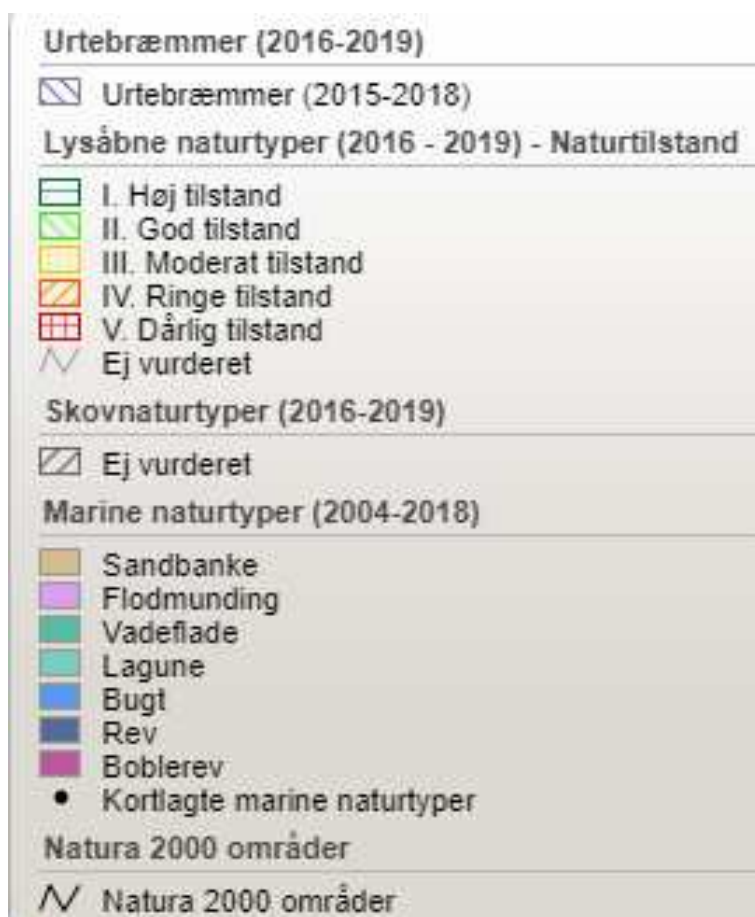 Urtebræmmer (2016-2019)
Urtebræmmer (2015-2018)
Lysåbne naturtyper (2016 - 2019) - Naturtilstand
I. Høj tilstand
II. God tilstand
III. Moderat tilstand
IV. Ringe tilstand
V. Dårlig tilstand
Ej vurderet
Skovnaturtyper (2016-2019)
Ej vurderet
Marine naturtyper (2004-2018)
Sandbanke
Flodmunding
Vadeflade
Lagune
Bugt
Rev
Boblerev
Kortlagte marine naturtyper
Natura 2000 områder
Natura 2000 områder